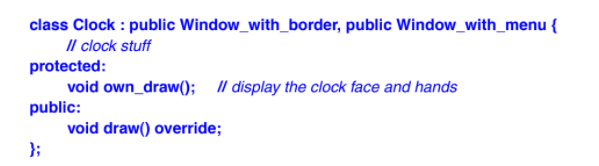 class Clock : public Window_with_border, public Window_with_menu {
// clock stuff
protected:
void own_draw(); // display the clock face and hands
public:
void draw() override;
};